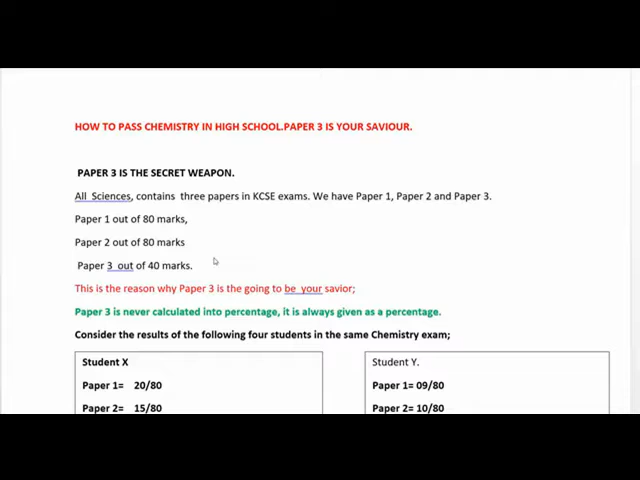 HOW TO PASS CHEMISTRY IN HIGH SCHOOL.PAPER 3 IS YOUR SAVIOUR.
PAPER 3 IS THE SECRET WEAPON.
All Sciences, contains three papers in KCSE exams. We have Paper 1, Paper 2 and Paper 3.
Paper 1 out of 80 marks,
Paper 2 out of 80 marks
Paper 3 out of 40 marks.
This is the reason why Paper 3 is the going to be your savior;
Paper 3 is never calculated into percentage, it is always given as a percentage.
Consider the results of the following four students in the same Chemistry exam;
Student X
Paper 1= 20/80
Paper 2= 15/80
Student Y.
Paper 1= 09/80
Paper 2= 10/80